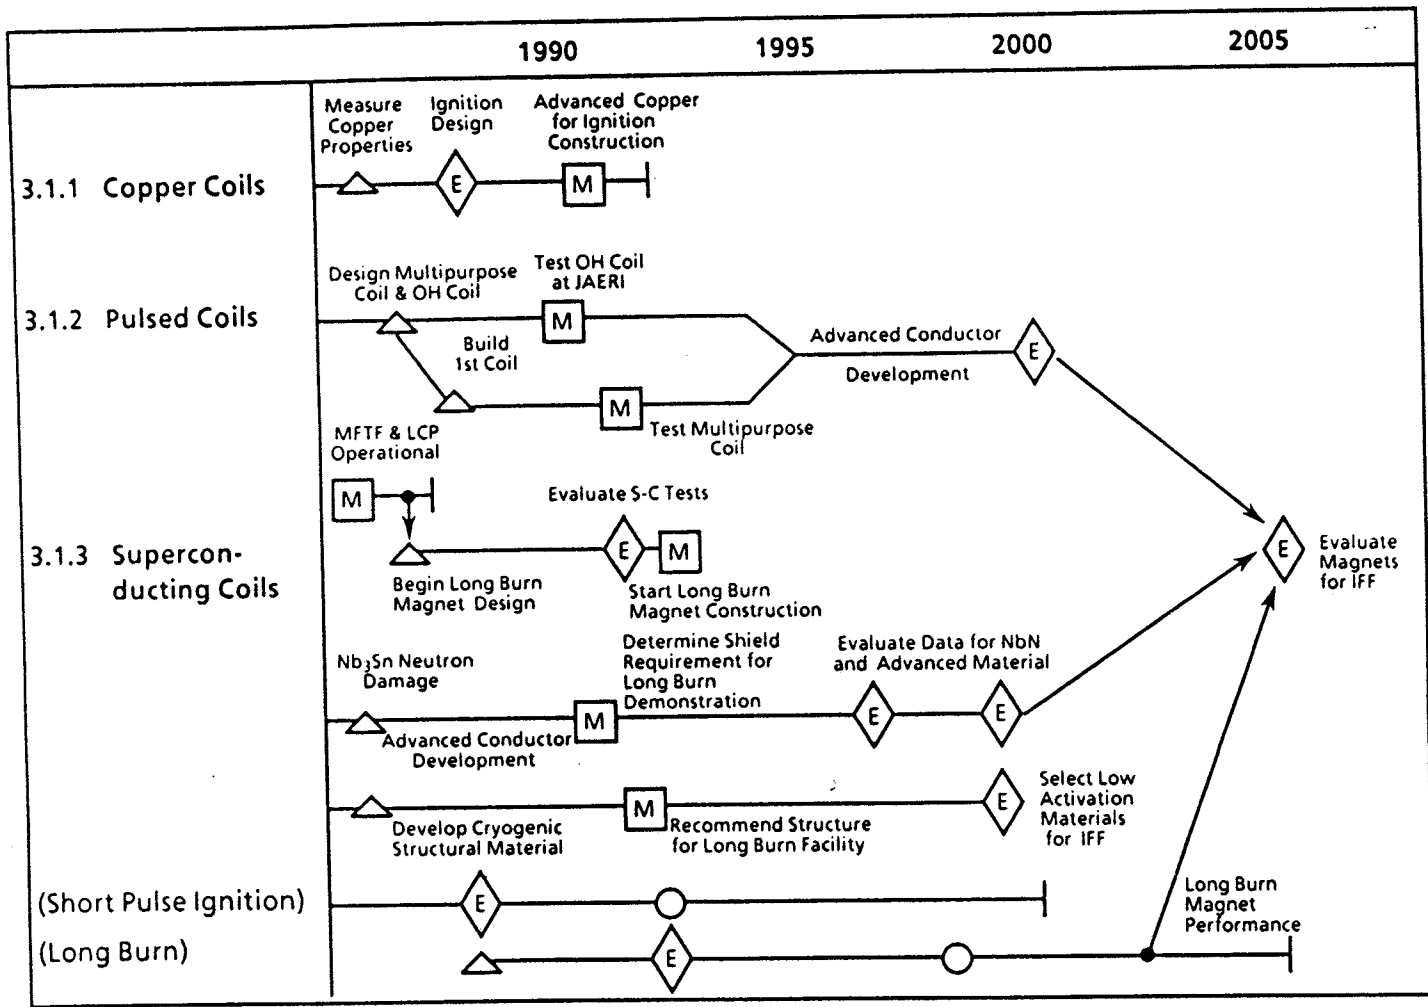 1990 1995 2000 2005
Measure
Copper
Properties
Ignition
Design
Advanced Copper
for Ignition
Construction
3.1.1 Copper Coils
E
M
Design Multipurpose
Coil & OH Coil
Test OH Coil
at JAERI
3.1.2 Pulsed Coils
M
Build
1st Coil
Advanced Conductor
Development
E
M
Test Multipurpose
Coil
MFTF & LCP
Operational
M
Evaluate S-C Tests
3.1.3 Supercon-
ducting Coils
E
M
Begin Long Burn
Magnet Design
Start Long Burn
Magnet Construction
E
Evaluate
Magnets
for IFF
Nb3Sn Neutron
Damage
Determine Shield
Requirement for
Long Burn
Demonstration
Evaluate Data for NbN
and Advanced Material
M
E
E
Advanced Conductor
Development
M
E
Select Low
Activation
Materials
for IFF
Develop Cryogenic
Structural Material
Recommend Structure
for Long Burn Facility
(Short Pulse Ignition)
E
Long Burn
Magnet
Performance
(Long Burn)
E